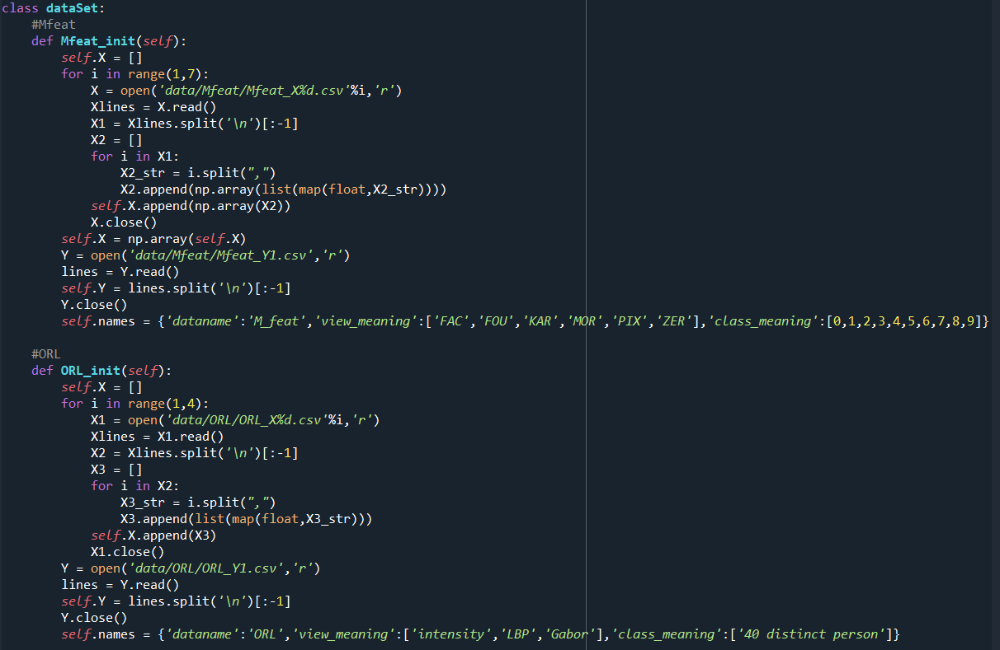 class dataSet:
    #Mfeat
    def Mfeat_init(self):
        self.X = []
        for i in range(1,7):
            X = open('data/Mfeat/Mfeat_X%d.csv'%i,'r')
            Xlines = X.read()
            X1 = Xlines.split('\n')[:-1]
            X2 = []
            for i in X1:
                X2_str = i.split(",")
                X2.append(np.array(list(map(float,X2_str))))
            self.X.append(np.array(X2))
            X.close()
        self.X = np.array(self.X)
        Y = open('data/Mfeat/Mfeat_Y1.csv','r')
        lines = Y.read()
        self.Y = lines.split('\n')[:-1]
        Y.close()
        self.names = {'dataname':'M_feat','view_meaning':['FAC','FOU','KAR','MOR','PIX','ZER'],'class_meaning':[0,1,2,3,4,5,6,7,8,9]}
    #ORL
    def ORL_init(self):
        self.X = []
        for i in range(1,4):
            X1 = open('data/ORL/ORL_X%d.csv'%i,'r')
            Xlines = X1.read()
            X2 = Xlines.split('\n')[:-1]
            X3 = []
            for i in X2:
                X3_str = i.split(",")
                X3.append(list(map(float,X3_str)))
            self.X.append(X3)
            X1.close()
        Y = open('data/ORL/ORL_Y1.csv','r')
        lines = Y.read()
        self.Y = lines.split('\n')[:-1]
        Y.close()
        self.names = {'dataname':'ORL','view_meaning':['intensity','LBP','Gabor'],'class_meaning':['40 distinct person']}